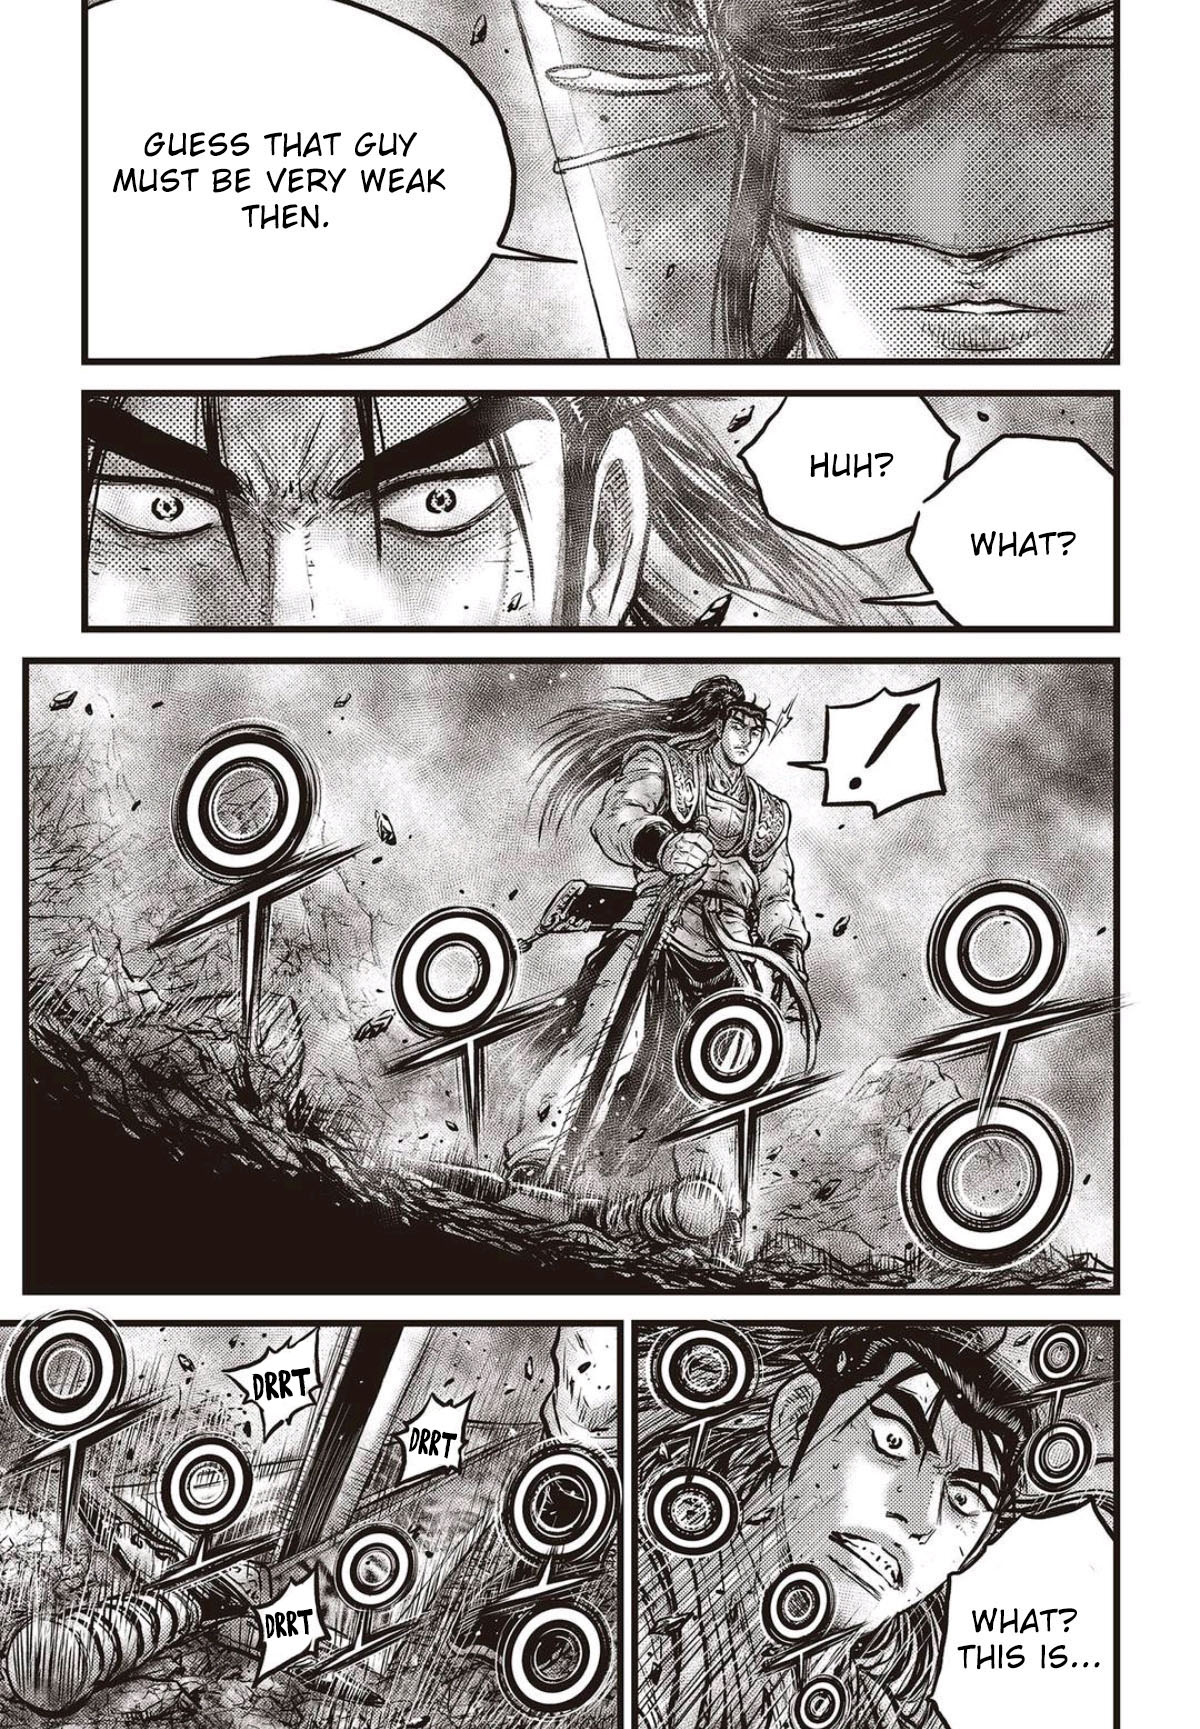 GUESS THAT GUY
MUST BE VERY WEAK
THEN.
HUH?
WHAT?
!
WHAT?
THIS IS...
DRRT
DRRT
DRRT